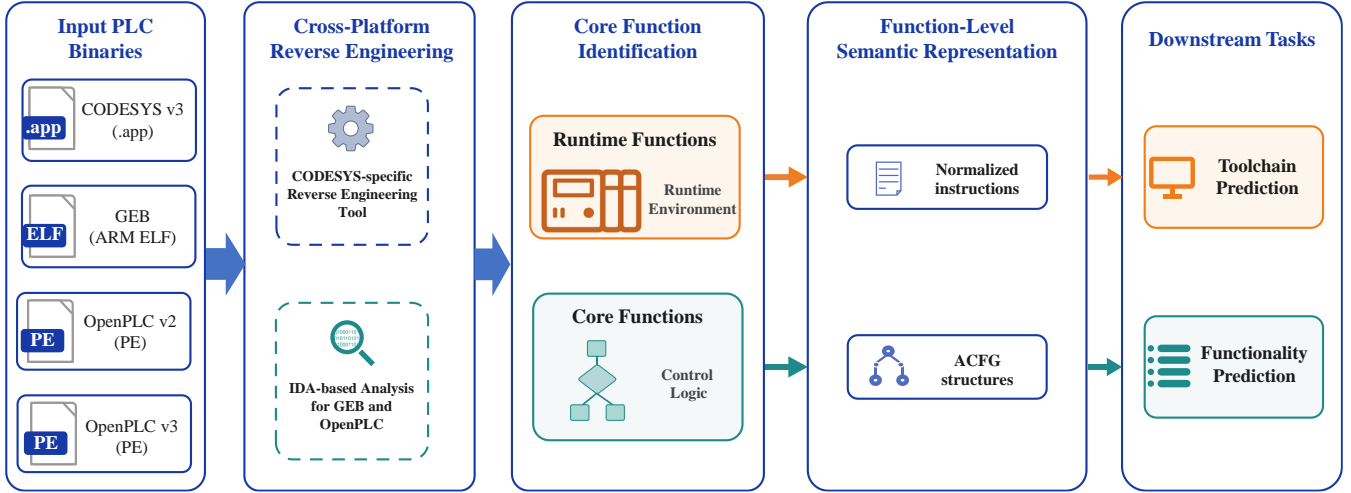 Input PLC
Binaries
.app
CODESYS v3
(.app)
ELF
GEB
(ARM ELF)
PE
OpenPLC v2
(PE)
PE
OpenPLC v3
(PE)
Cross-Platform
Reverse Engineering
CODESYS-specific
Reverse Engineering
Tool
IDA-based Analysis
for GEB and
OpenPLC
Core Function
Identification
Runtime Functions
Runtime
Environment
Core Functions
Control
Logic
Function-Level
Semantic Representation
Normalized
instructions
ACFG
structures
Downstream Tasks
Toolchain
Prediction
Functionality
Prediction